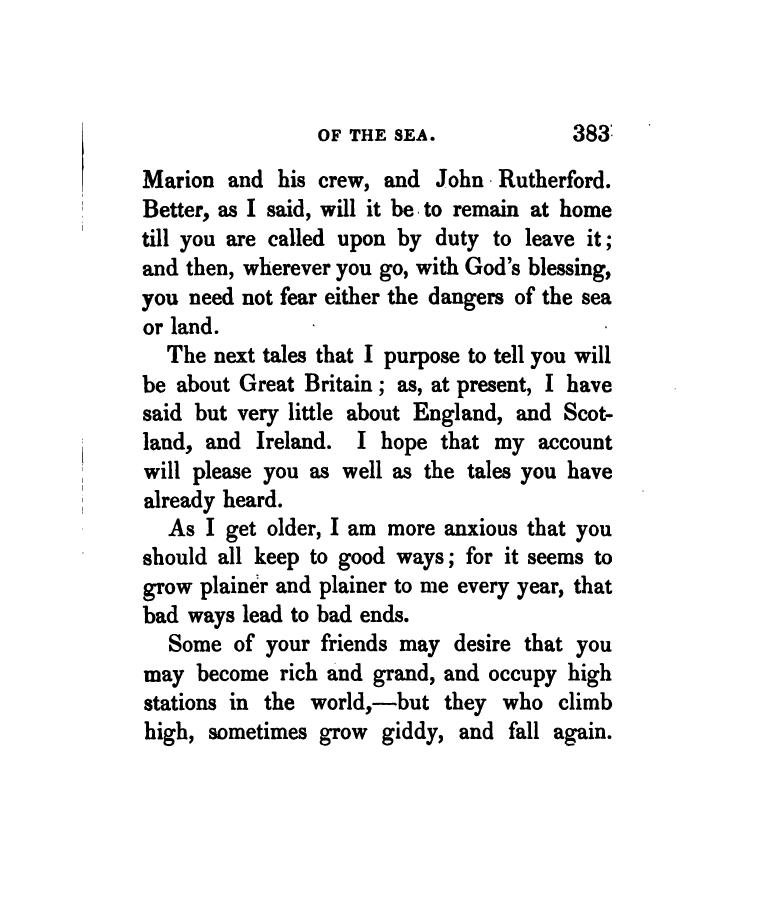 OF THE SEA. 383
Marion and his crew, and John Rutherford.
Better, as I said, will it be to remain at home
till you are called upon by duty to leave it;
and then, wherever you go, with God's blessing,
you need not fear either the dangers of the sea
or land.
The next tales that I purpose to tell you will
be about Great Britain; as, at present, I have
said but very little about England, and Scot-
land, and Ireland. I hope that my account
will please you as well as the tales you have
already heard.
As I get older, I am more anxious that you
should all keep to good ways; for it seems to
grow plainer and plainer to me every year, that
bad ways lead to bad ends.
Some of your friends may desire that you
may become rich and grand, and occupy high
stations in the world,—but they who climb
high, sometimes grow giddy, and fall again.